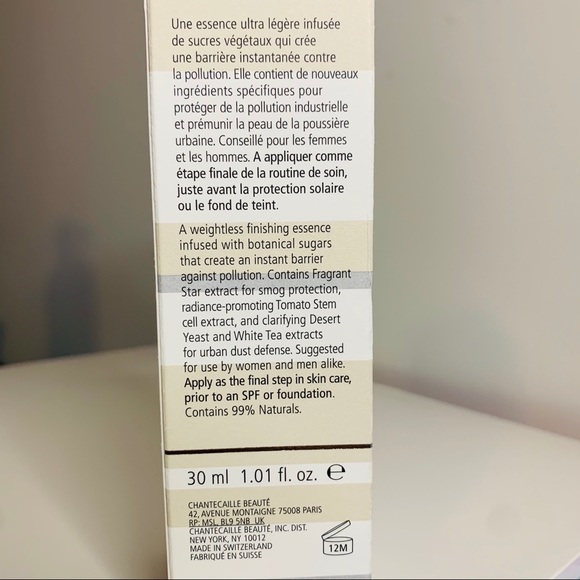 Une essence ultra légère infusée
de sucres végétaux qui crée
une barrière instantanée contre
la pollution. Elle contient de nouveaux
ingrédients spécifiques pour
protéger de la pollution industrielle
et prémunir la peau de la poussière
urbaine. Conseillé pour les femmes
et les hommes. A appliquer comme
étape finale de la routine de soin,
juste avant la protection solaire
ou le fond de teint.
A weightless finishing essence
infused with botanical sugars
that create an instant barrier
against pollution. Contains Fragrant
Star extract for smog protection,
radiance-promoting Tomato Stem
cell extract, and clarifying Desert
Yeast and White Tea extracts
for urban dust defense. Suggested
for use by women and men alike.
Apply as the final step in skin care,
prior to an SPF or foundation.
Contains 99% Naturals.
30 ml 1.01 fl. oz. e
CHANTECAILLE BEAUTÉ
42, AVENUE MONTAIGNE 75008 PARIS
RP: MSL, BL9 5NB UK
CHANTECAILLE BEAUTÉ, INC. DIST.
NEW YORK, NY 10012
MADE IN SWITZERLAND
FABRIQUÉ EN SUISSE
12M